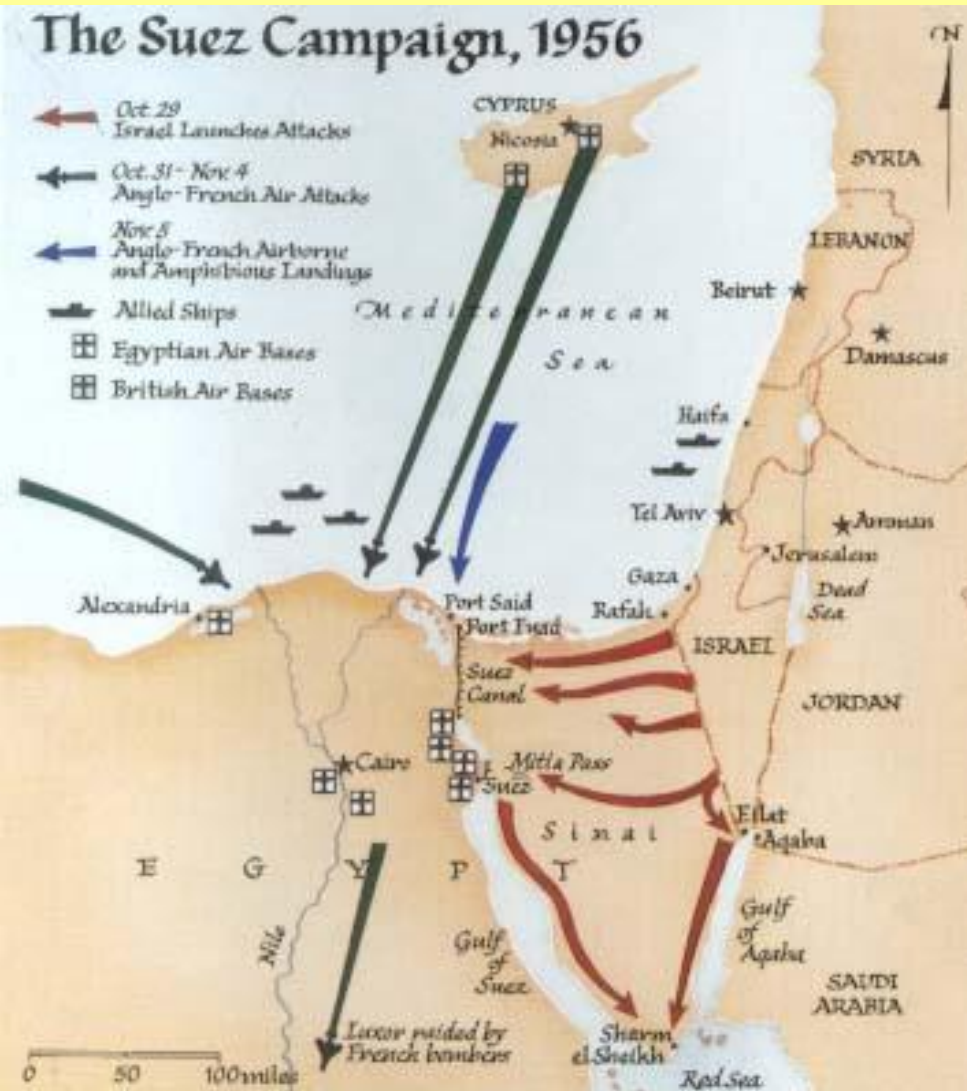 The Suez Campaign, 1956
N
Oct. 29
Israel Launches Attacks
Oct. 31 - Nov. 4
Anglo-French Air Attacks
Nov. 5
Anglo-French Airborne
and Amphibious Landings
Allied Ships
Egyptian Air Bases
British Air Bases
CYPRUS
Nicosia
SYRIA
LEBANON
Beirut
Mediterranean
Sea
Damascus
Haifa
Tel Aviv
Amman
Jerusalem
Gaza
Dead
Sea
Alexandria
Port Said
Port Fuad
Rafah
ISRAEL
Suez
Canal
JORDAN
Cairo
Mitla Pass
Suez
Sinai
Eilat
Aqaba
EGYPT
Nile
Gulf
of
Suez
Gulf
of
Aqaba
SAUDI
ARABIA
Luxor raided by
French bombers
Sharm
el Sheikh
0 50 100 miles
Red Sea